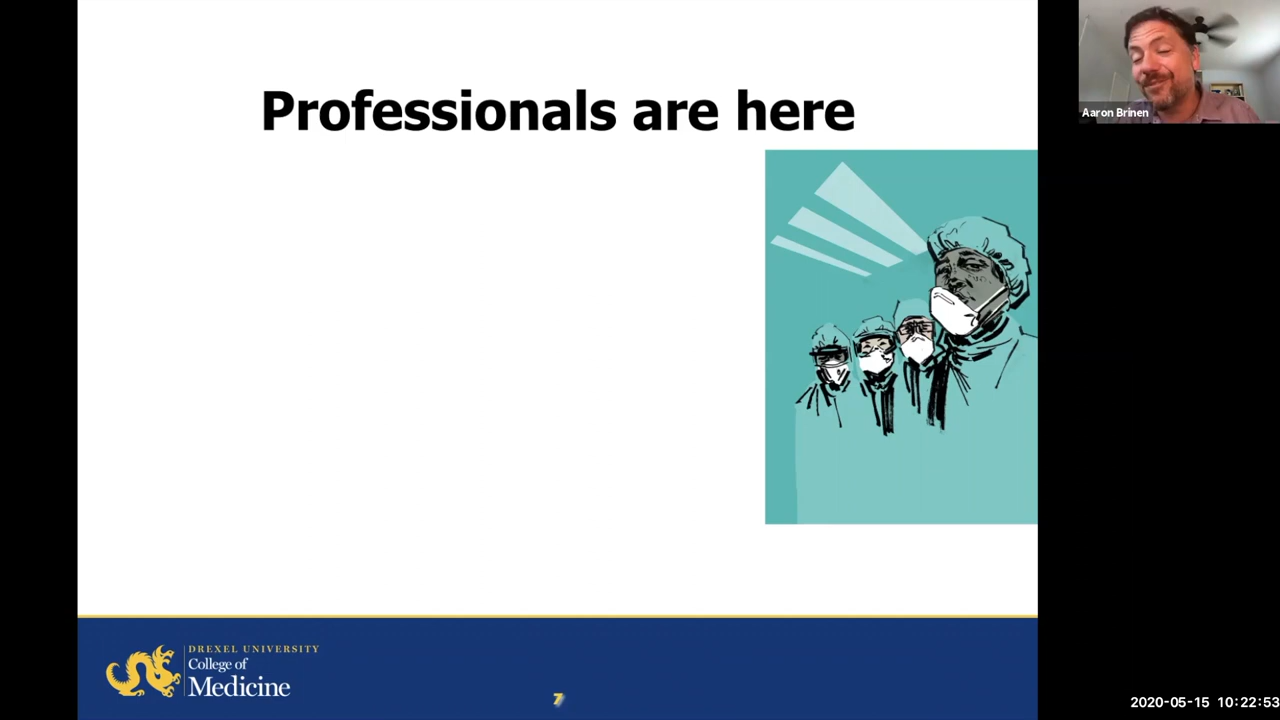 Professionals are here
Aaron Brinen
DREXEL UNIVERSITY
College of
Medicine
7
2020-05-15 10:22:53